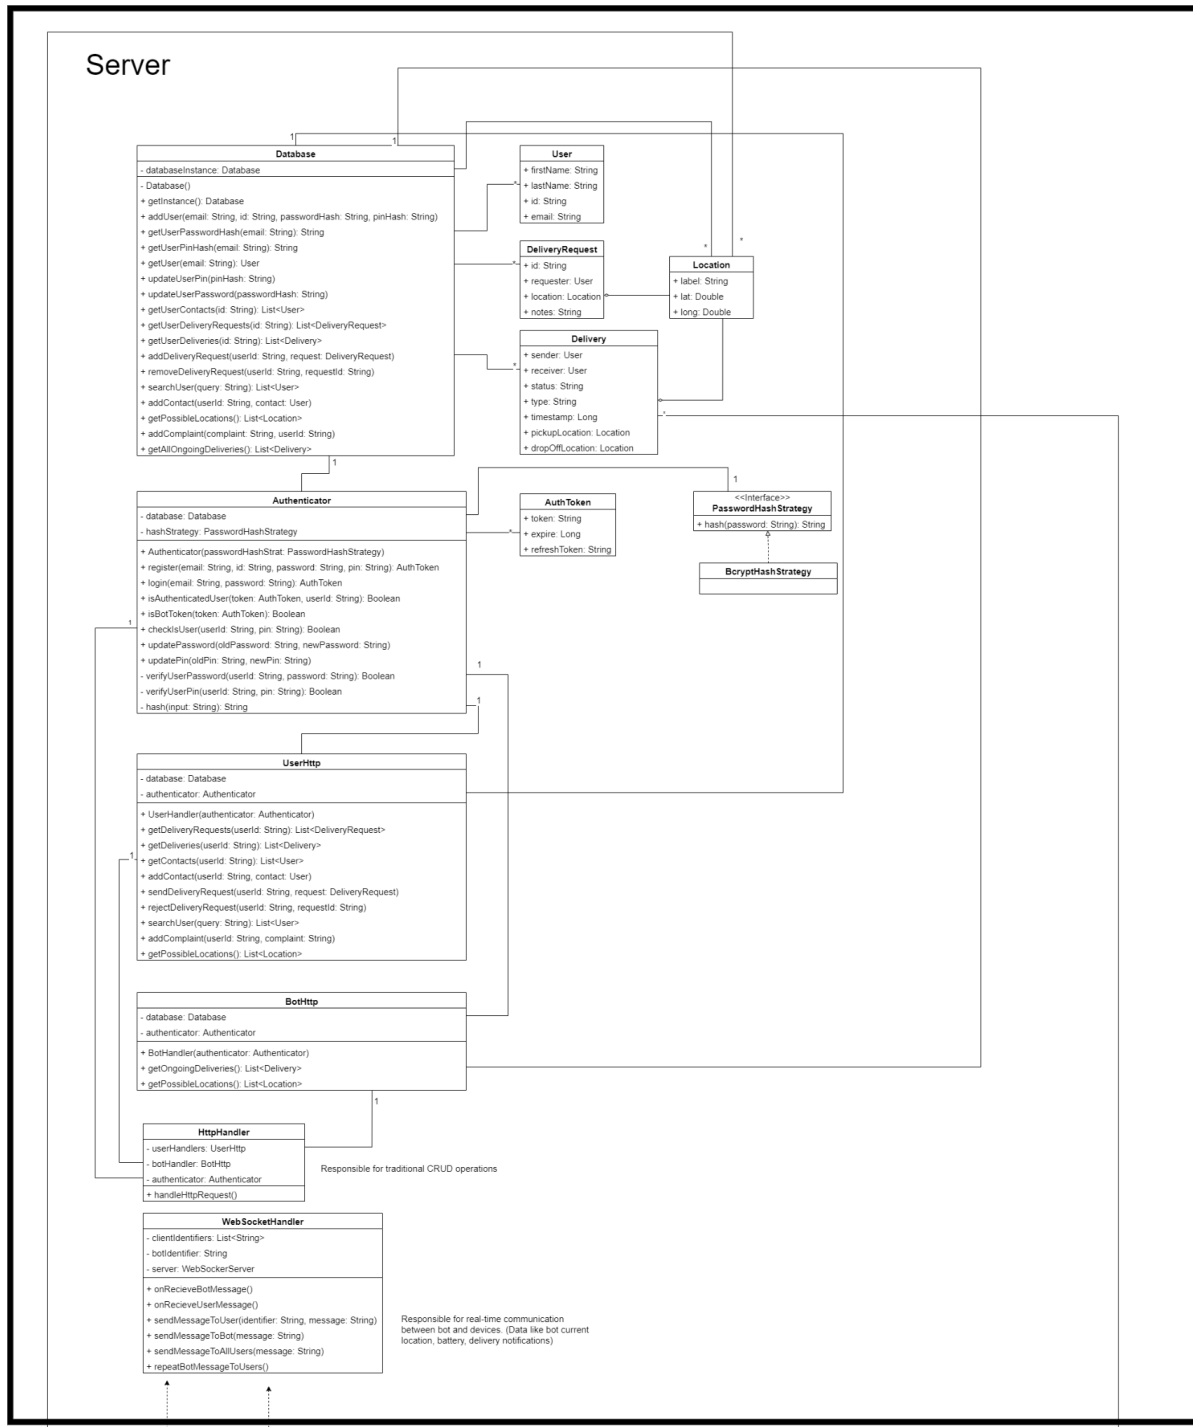 Server
1
1
Database
- databaseInstance: Database
- Database()
+ getInstance(): Database
+ addUser(email: String, id: String, passwordHash: String, pinHash: String)
+ getUserPasswordHash(email: String): String
+ getUserPinHash(email: String): String
+ getUser(email: String): User
+ updateUserPin(pinHash: String)
+ updateUserPassword(passwordHash: String)
+ getUserContacts(id: String): List<User>
+ getUserDeliveryRequests(id: String): List<DeliveryRequest>
+ getUserDeliveries(id: String): List<Delivery>
+ addDeliveryRequest(userId: String, request: DeliveryRequest)
+ removeDeliveryRequest(userId: String, requestId: String)
+ searchUser(query: String): List<User>
+ addContact(userId: String, contact: User)
+ getPossibleLocations(): List<Location>
+ addComplaint(complaint: String, userId: String)
+ getAllOngoingDeliveries(): List<Delivery>
User
+ firstName: String
+ lastName: String
+ id: String
+ email: String
*
DeliveryRequest
+ id: String
+ requester: User
+ location: Location
+ notes: String
*
*
*
Location
+ label: String
+ lat: Double
+ long: Double
Delivery
+ sender: User
+ receiver: User
+ status: String
+ type: String
+ timestamp: Long
+ pickupLocation: Location
+ dropOffLocation: Location
*
*
1
Authenticator
- database: Database
- hashStrategy: PasswordHashStrategy
+ Authenticator(passwordHashStrat: PasswordHashStrategy)
+ register(email: String, id: String, password: String, pin: String): AuthToken
+ login(email: String, password: String): AuthToken
+ isAuthenticatedUser(token: AuthToken, userId: String): Boolean
+ isBotToken(token: AuthToken): Boolean
+ checkIsUser(userId: String, pin: String): Boolean
+ updatePassword(oldPassword: String, newPassword: String)
+ updatePin(oldPin: String, newPin: String)
- verifyUserPassword(userId: String, password: String): Boolean
- verifyUserPin(userId: String, pin: String): Boolean
- hash(input: String): String
*
AuthToken
+ token: String
+ expire: Long
+ refreshToken: String
1
<<Interface>>
PasswordHashStrategy
+ hash(password: String): String
BcryptHashStrategy
1
1
1
UserHttp
- database: Database
- authenticator: Authenticator
+ UserHandler(authenticator: Authenticator)
+ getDeliveryRequests(userId: String): List<DeliveryRequest>
+ getDeliveries(userId: String): List<Delivery>
+ getContacts(userId: String): List<User>
+ addContact(userId: String, contact: User)
+ sendDeliveryRequest(userId: String, request: DeliveryRequest)
+ rejectDeliveryRequest(userId: String, requestId: String)
+ searchUser(query: String): List<User>
+ addComplaint(userId: String, complaint: String)
+ getPossibleLocations(): List<Location>
1
BotHttp
- database: Database
- authenticator: Authenticator
+ BotHandler(authenticator: Authenticator)
+ getOngoingDeliveries(): List<Delivery>
+ getPossibleLocations(): List<Location>
1
HttpHandler
- userHandlers: UserHttp
- botHandler: BotHttp
- authenticator: Authenticator
+ handleHttpRequest()
Responsible for traditional CRUD operations
WebSocketHandler
- clientIdentifiers: List<String>
- botIdentifier: String
- server: WebSockerServer
+ onRecieveBotMessage()
+ onRecieveUserMessage()
+ sendMessageToUser(identifier: String, message: String)
+ sendMessageToBot(message: String)
+ sendMessageToAllUsers(message: String)
+ repeatBotMessageToUsers()
Responsible for real-time communication
between bot and devices. (Data like bot current
location, battery, delivery notifications)